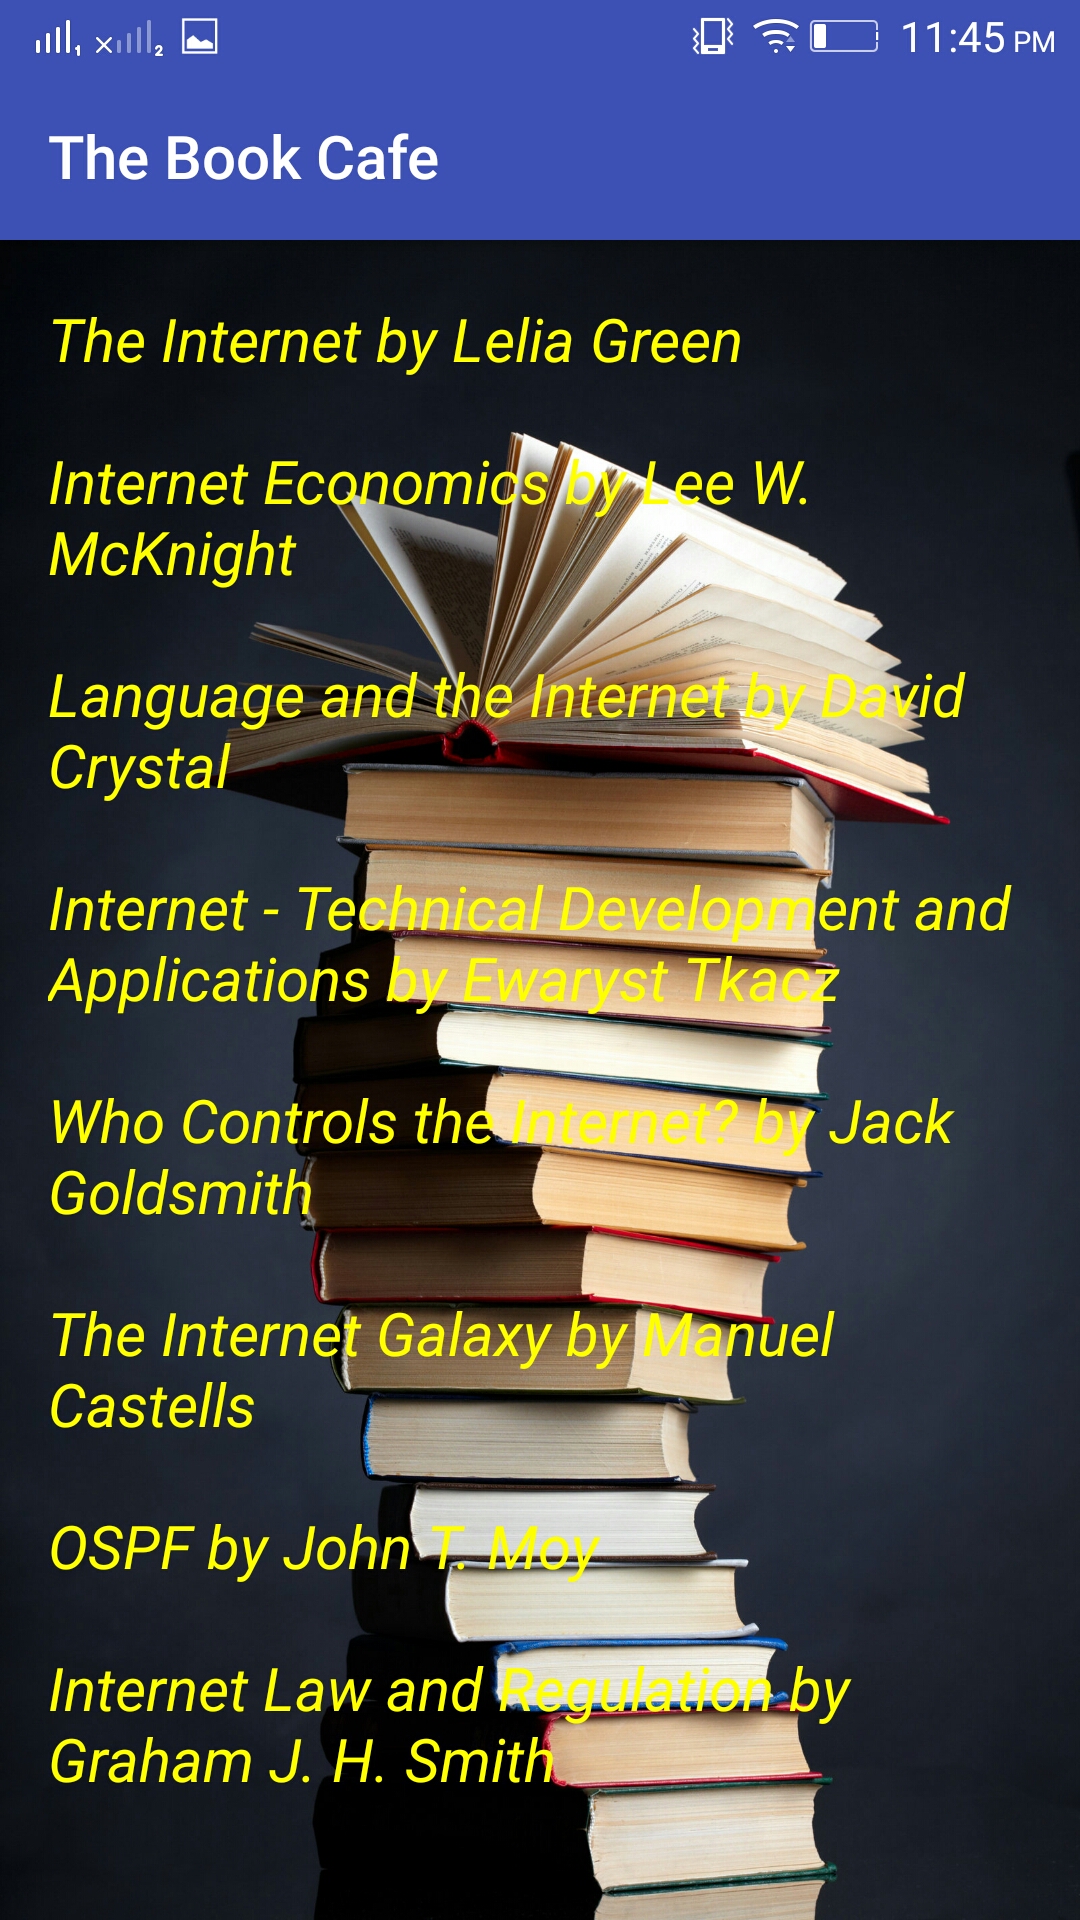 11:45 PM
The Book Cafe
The Internet by Lelia Green
Internet Economics by Lee W.
McKnight
Language and the Internet by David
Crystal
Internet - Technical Development and
Applications by Ewaryst Tkacz
Who Controls the Internet? by Jack
Goldsmith
The Internet Galaxy by Manuel
Castells
OSPF by John T. Moy
Internet Law and Regulation by
Graham J. H. Smith